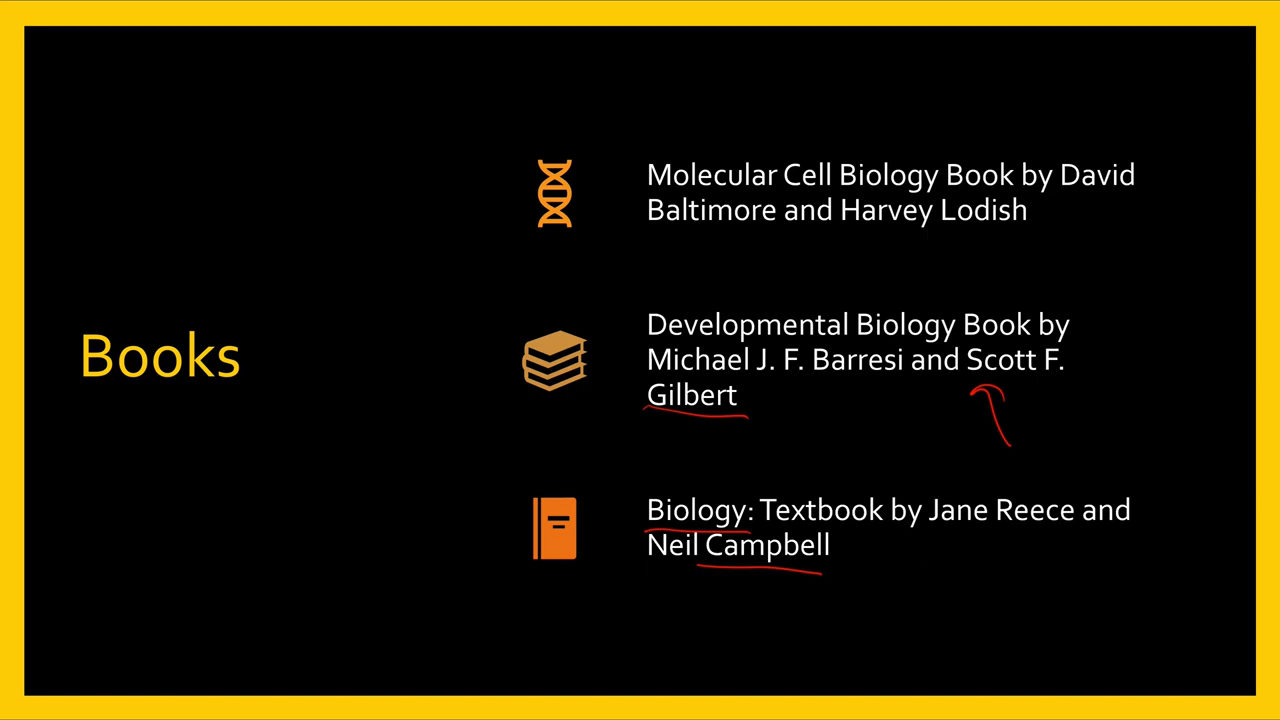 Books
Molecular Cell Biology Book by David
Baltimore and Harvey Lodish
Developmental Biology Book by
Michael J. F. Barresi and Scott F.
Gilbert
Biology: Textbook by Jane Reece and
Neil Campbell